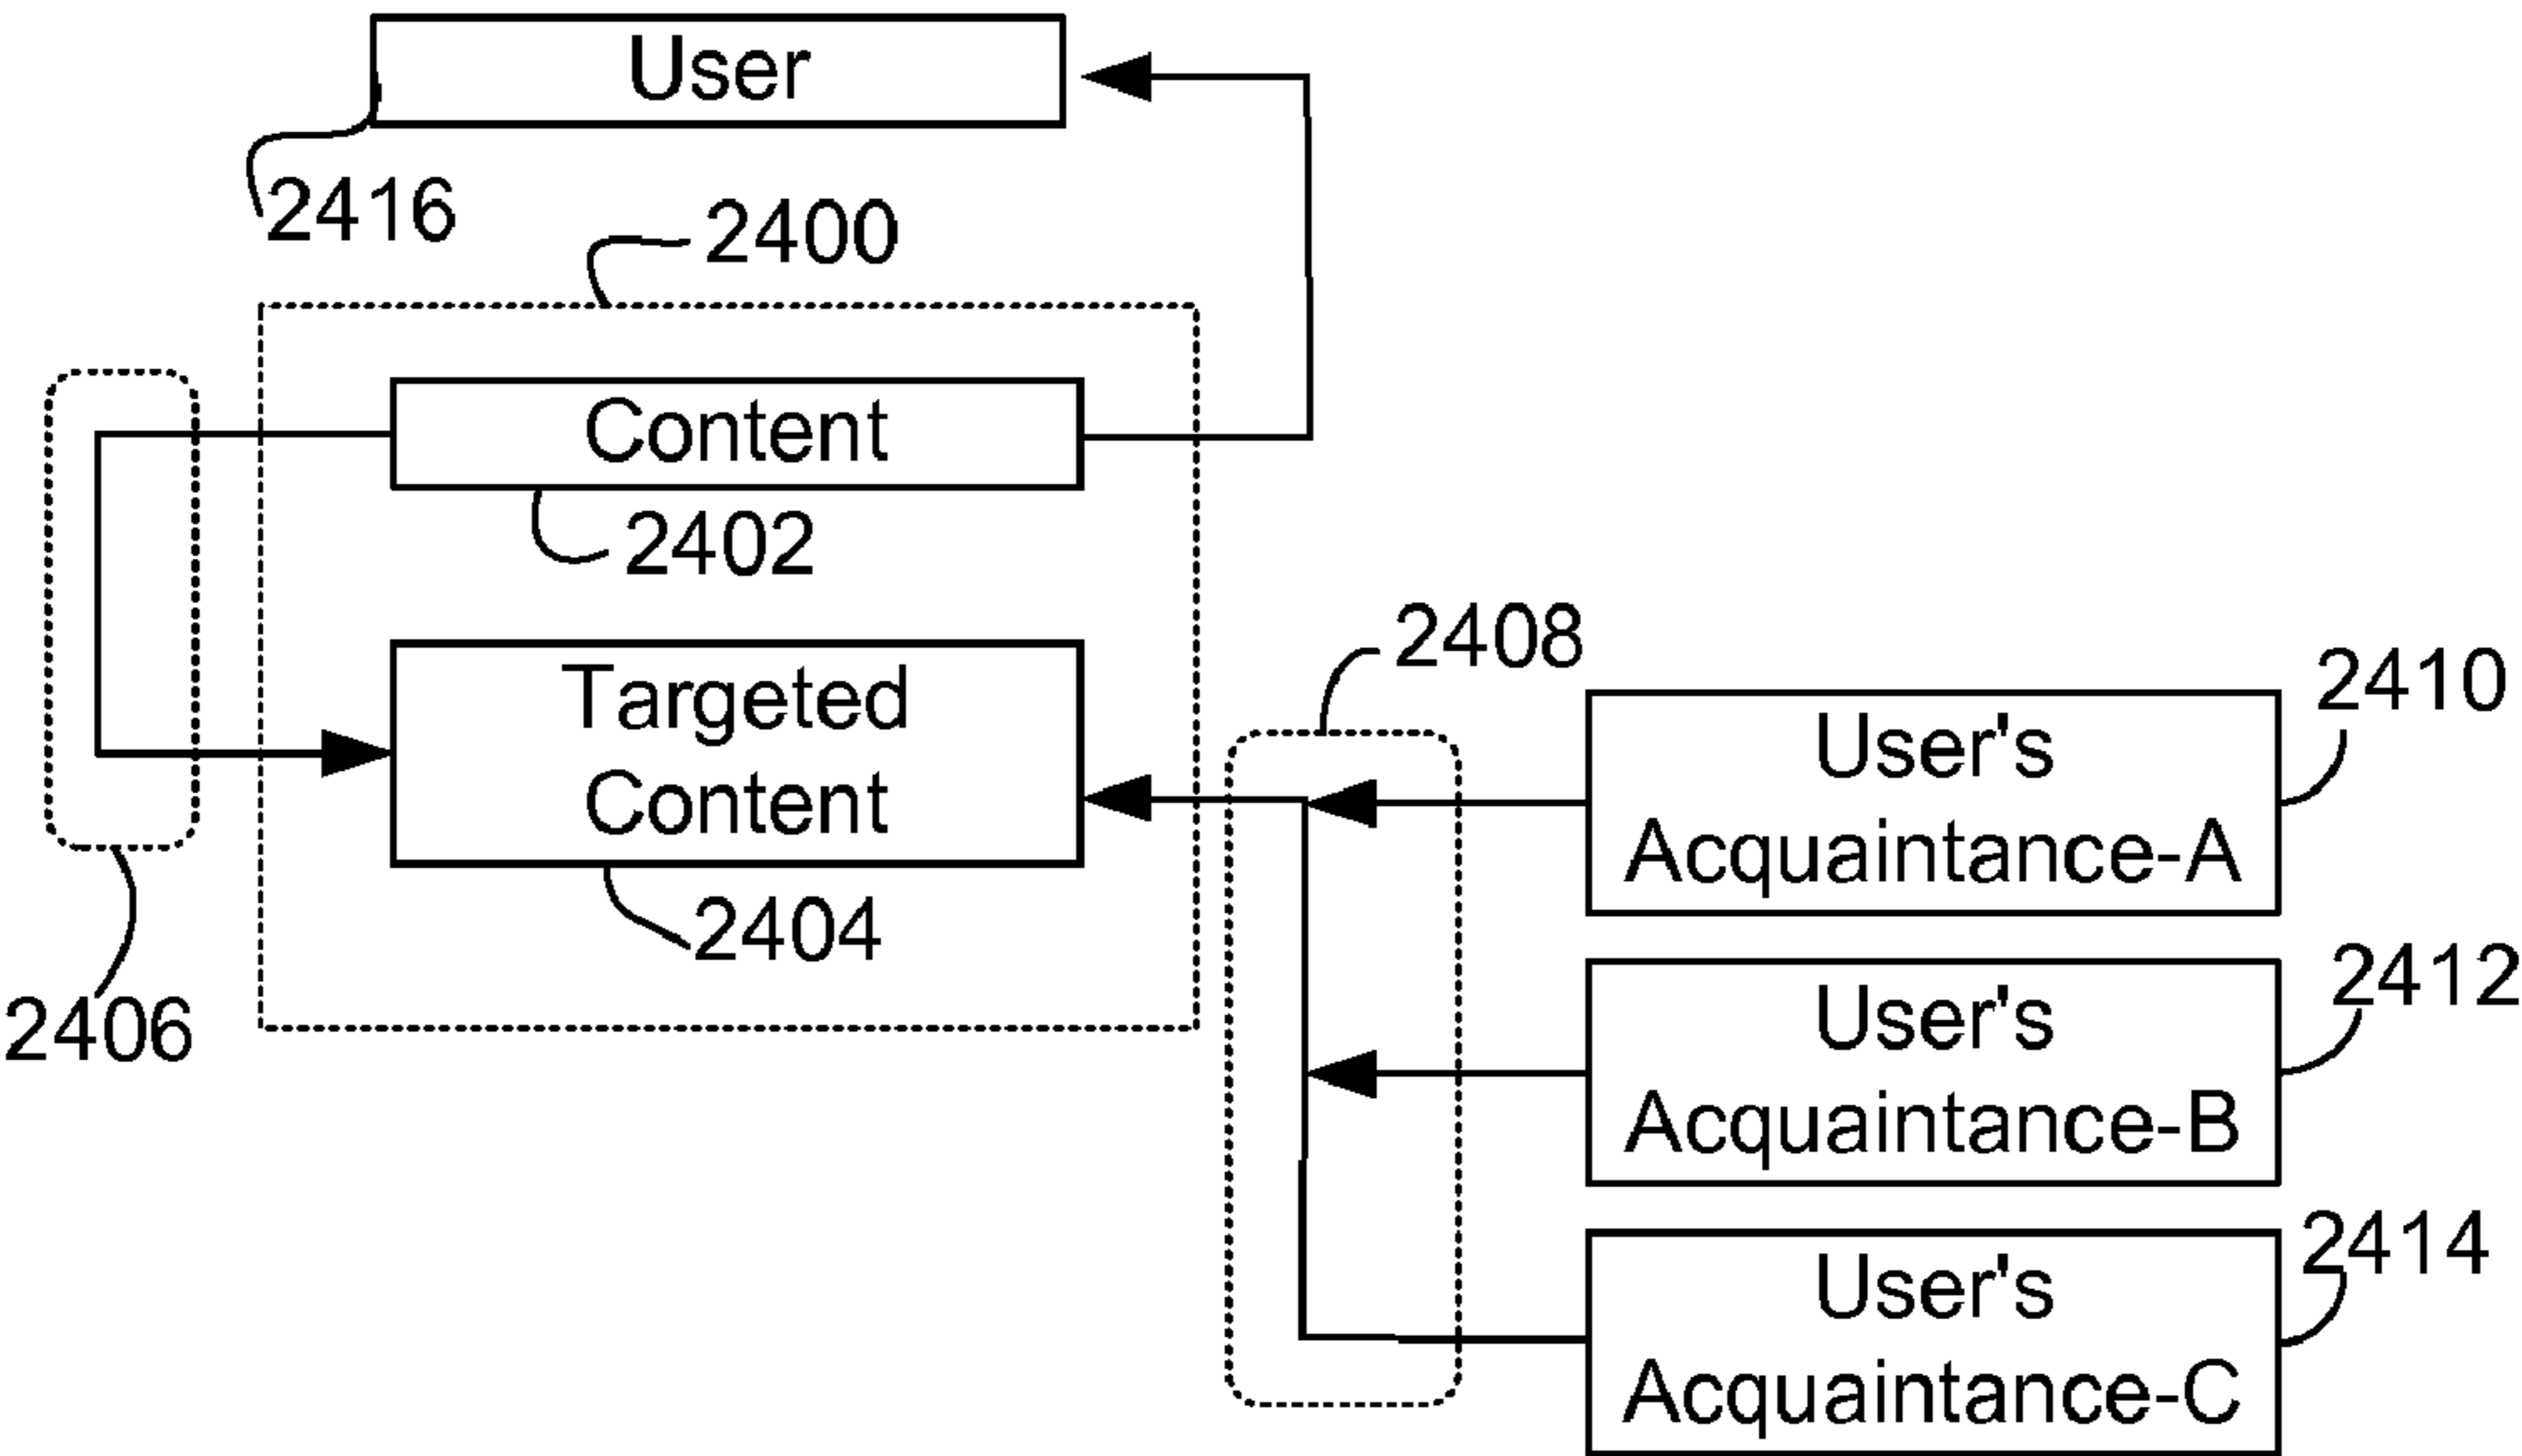 User
2416
2400
Content
2402
Targeted
Content
2404
2406
2408
User's
Acquaintance-A
2410
User's
Acquaintance-B
2412
User's
Acquaintance-C
2414